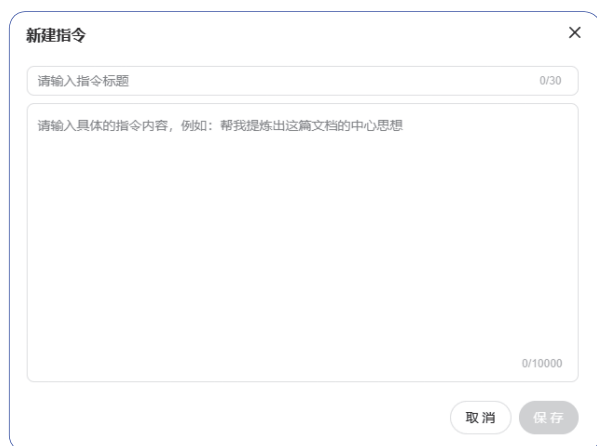 新建指令
请输入指令标题
0/30
请输入具体的指令内容，例如：帮我提炼出这篇文档的中心思想
0/10000
取消
保存